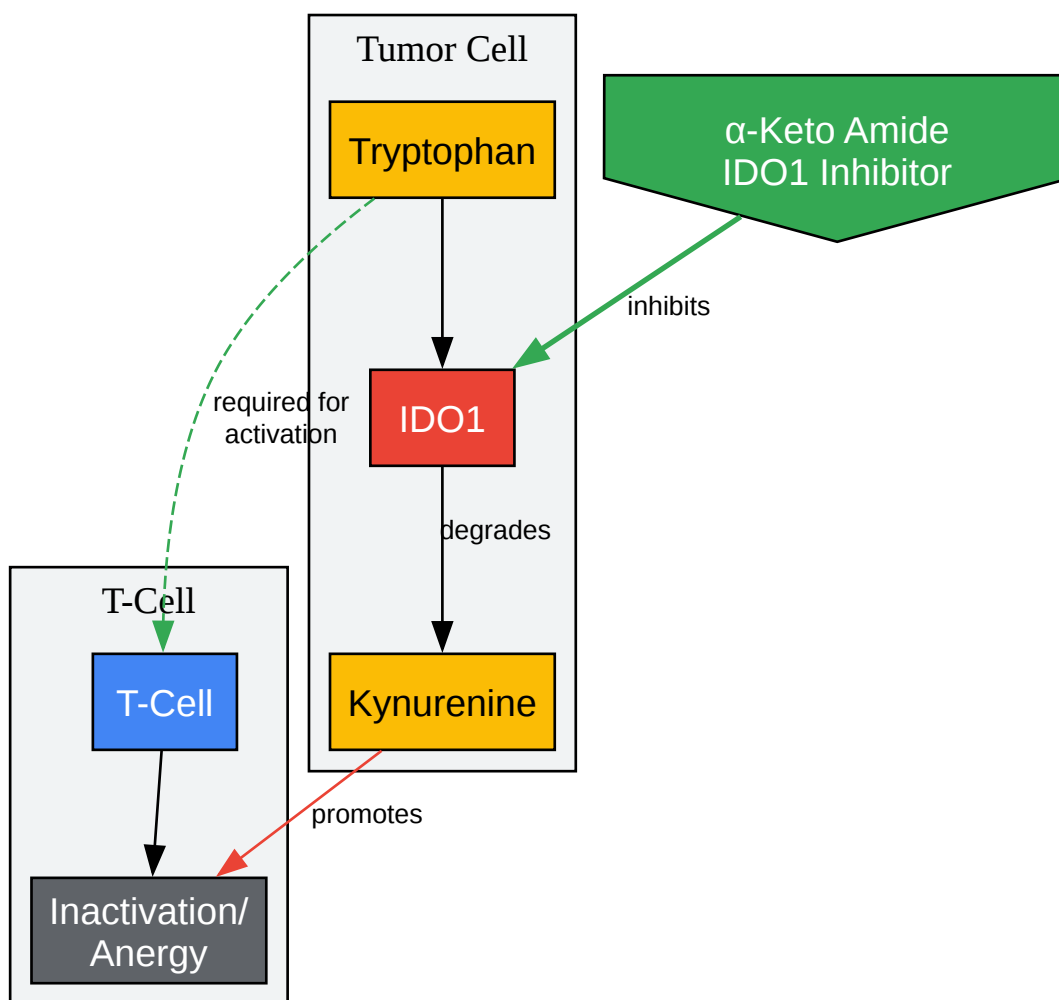 Tumor Cell
Tryptophan
α-Keto Amide
IDO1 Inhibitor
inhibits
required for
activation
IDO1
degrades
T-Cell
T-Cell
Kynurenine
promotes
Inactivation/
Anergy